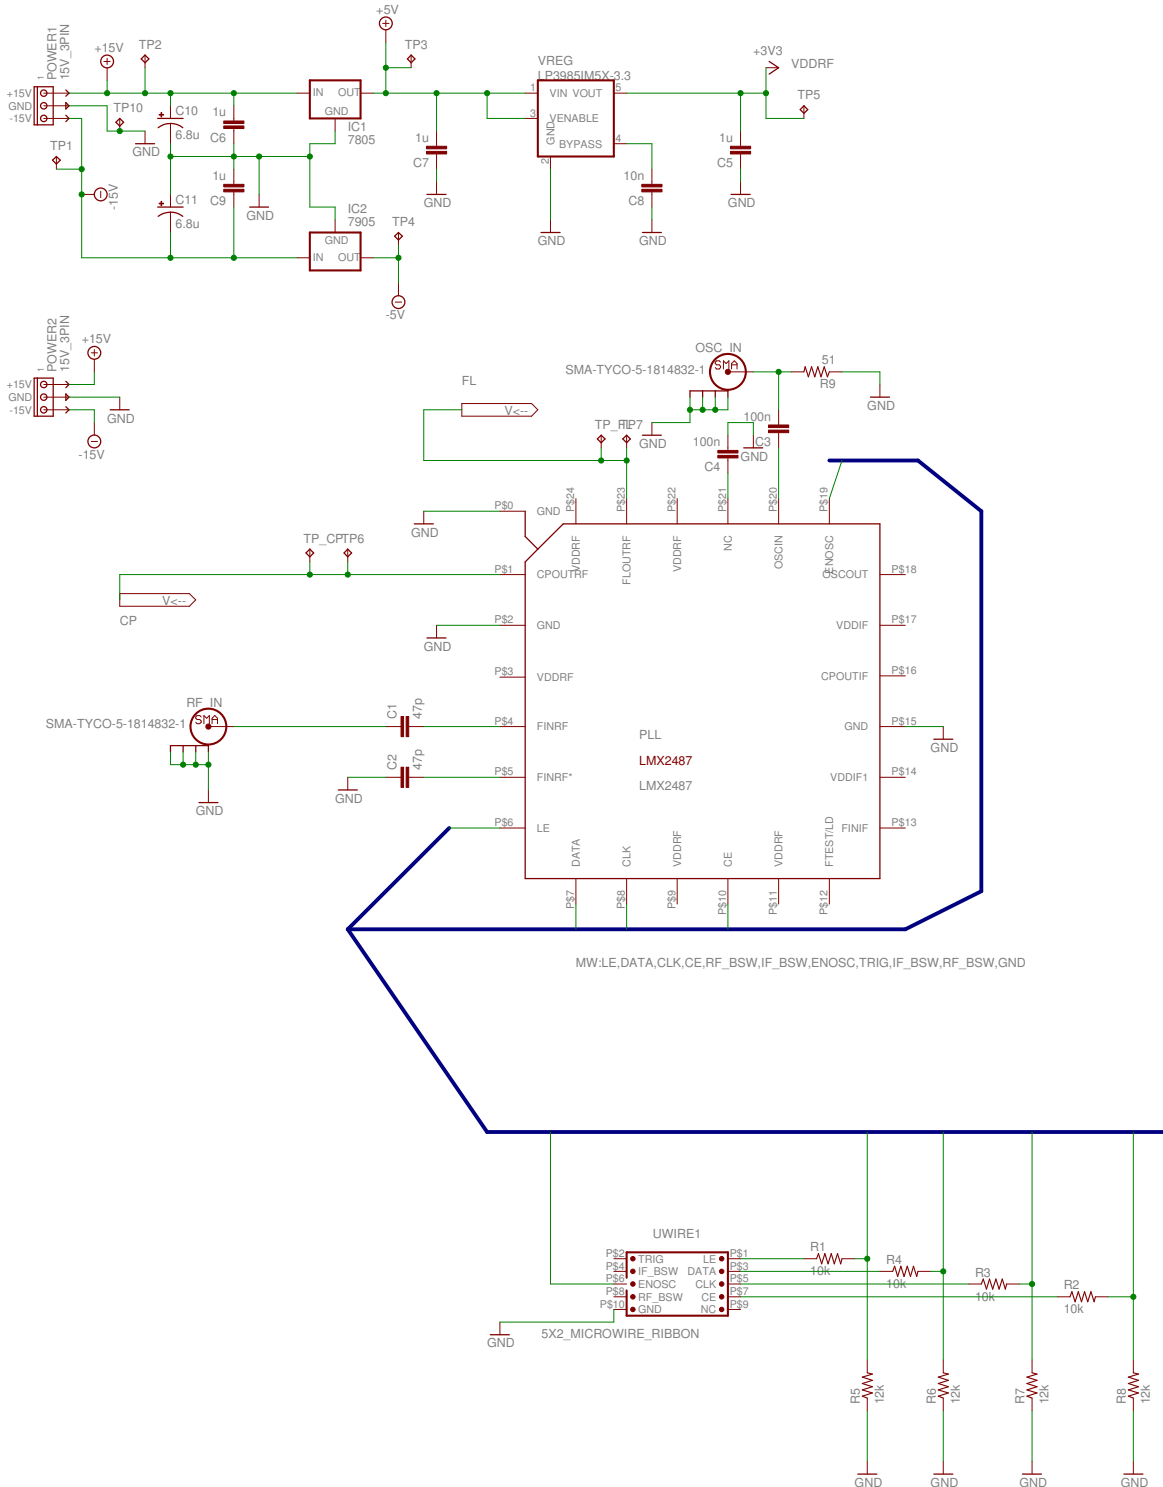 POWER1
15V_3PIN
1
+15V
GND
-15V
+15V
TP2
TP10
GND
TP1
-15V
C10
6.8u
1u
C6
1u
C9
C11
6.8u
GND
IN
OUT
GND
IC1
7805
IC2
7905
GND
IN
OUT
TP4
-5V
+5V
TP3
1u
C7
GND
VREG
LP3985IM5X-3.3
1
VIN
VOUT
5
3
VENABLE
GND
BYPASS
4
2
GND
10n
C8
GND
1u
C5
GND
+3V3
VDDRF
TP5
POWER2
15V_3PIN
1
+15V
GND
-15V
+15V
GND
-15V
OSC_IN
SMA-TYCO-5-1814832-1
SMA
51
R9
GND
GND
100n
C3
100n
C4
GND
FL
V<--
TP_FL
TP7
P$0
GND
GND
P$24
P$23
P$22
P$21
P$20
P$19
VDDRF
FLOUTRF
VDDRF
NC
OSCIN
ENOSC
TP_CP
TP6
V<--
CP
P$1
CPOUTRF
OSCOUT
P$18
P$2
GND
GND
VDDIF
P$17
P$3
VDDRF
CPOUTIF
P$16
RF_IN
SMA-TYCO-5-1814832-1
SMA
GND
C1
47p
P$4
FINRF
GND
P$15
GND
C2
47p
GND
P$5
FINRF*
VDDIF1
P$14
PLL
LMX2487
LMX2487
P$6
LE
FINIF
P$13
DATA
CLK
VDDRF
CE
VDDRF
FTEST/LD
P$7
P$8
P$9
P$10
P$11
P$12
MW:LE,DATA,CLK,CE,RF_BSW,IF_BSW,ENOSC,TRIG,IF_BSW,RF_BSW,GND
UWIRE1
P$2
TRIG
LE
P$1
P$4
IF_BSW
DATA
P$3
P$6
ENOSC
CLK
P$5
P$8
RF_BSW
CE
P$7
P$10
GND
NC
P$9
5X2_MICROWIRE_RIBBON
GND
R1
10k
R4
10k
R3
10k
R2
10k
R5
12k
R6
12k
R7
12k
R8
12k
GND
GND
GND
GND